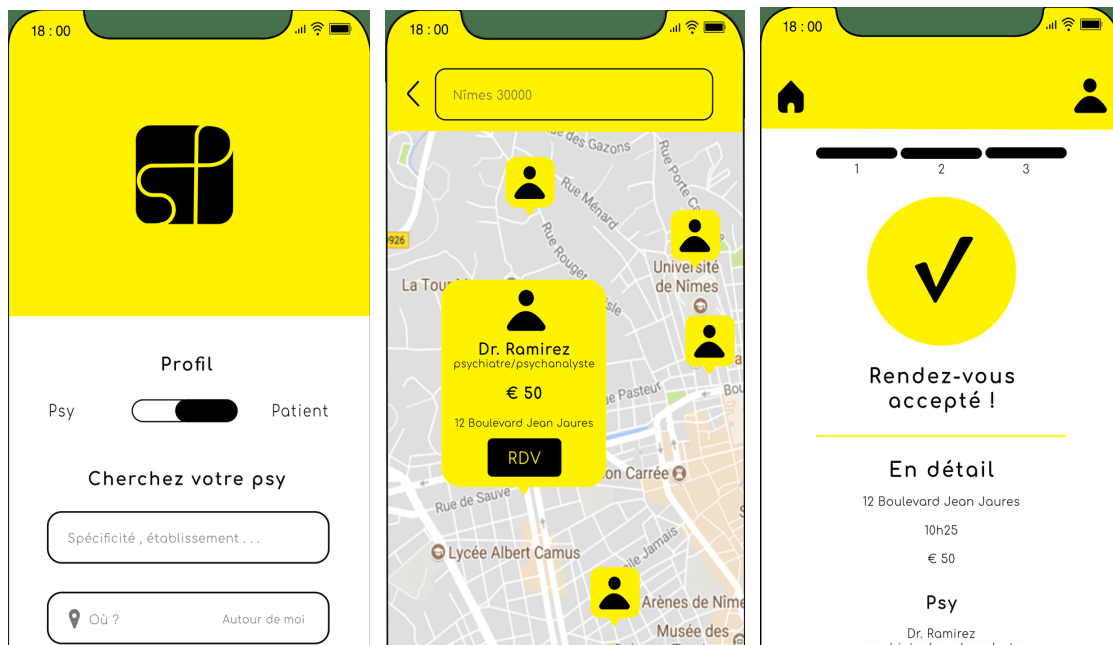 18 : 00
Profil
Psy
Patient
Cherchez votre psy
Spécificité , établissement . . .
Où ?
Autour de moi
18 : 00
Nîmes 30000
des Gazons
Rue Porte
Rue Ménard
926
Rue Rouget
Université
de Nîmes
La Tour
isle
Dr. Ramirez
psychiatre/psychanalyste
€ 50
12 Boulevard Jean Jaures
RDV
Pasteur
Bou
on Carrée
Rue de Sauve
Jamais
Lycée Albert Camus
Arènes de Nîme
Musée des
18 : 00
1
2
3
Rendez-vous
accepté !
En détail
12 Boulevard Jean Jaures
10h25
€ 50
Psy
Dr. Ramirez